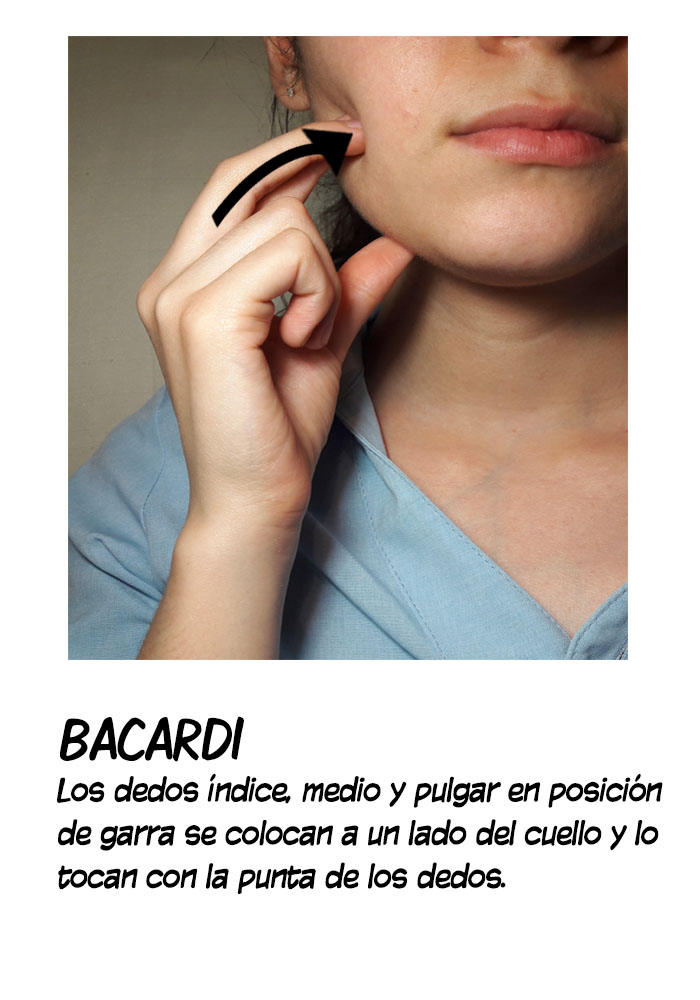 BACARDI
Los dedos índice, medio y pulgar en posición
de garra se colocan a un lado del cuello y lo
tocan con la punta de los dedos.